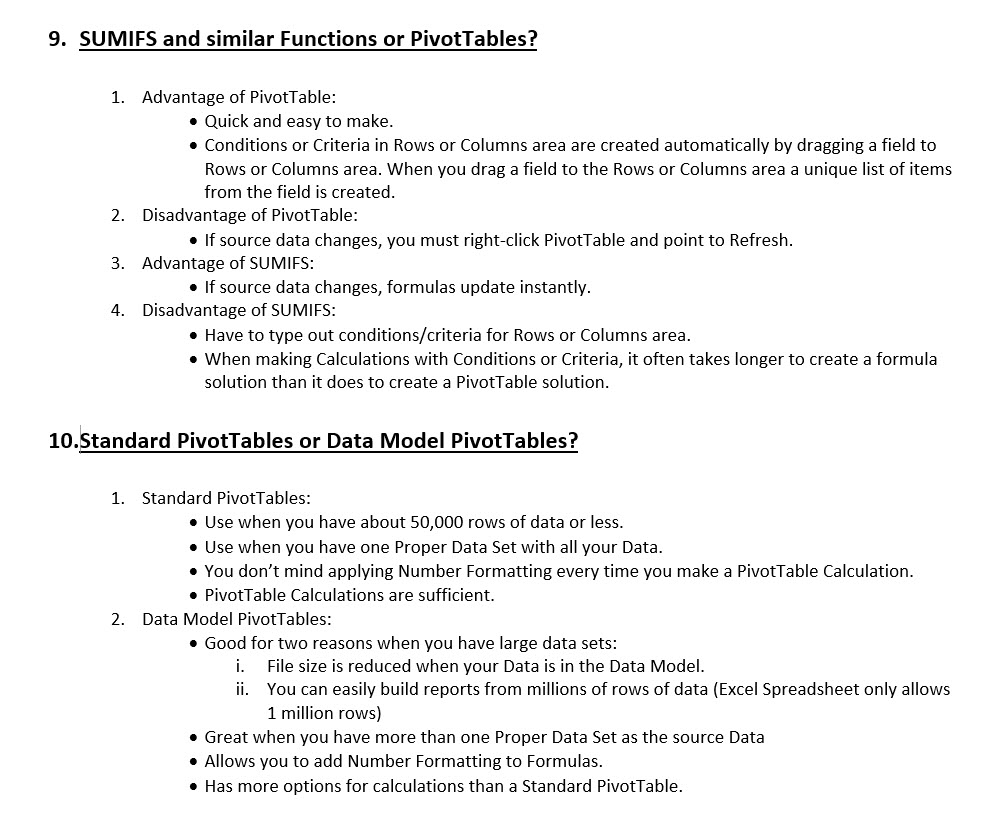 9. SUMIFS and similar Functions or PivotTables?
1. Advantage of PivotTable:
• Quick and easy to make.
• Conditions or Criteria in Rows or Columns area are created automatically by dragging a field to
Rows or Columns area. When you drag a field to the Rows or Columns area a unique list of items
from the field is created.
2. Disadvantage of PivotTable:
• If source data changes, you must right-click PivotTable and point to Refresh.
3. Advantage of SUMIFS:
• If source data changes, formulas update instantly.
4. Disadvantage of SUMIFS:
• Have to type out conditions/criteria for Rows or Columns area.
• When making Calculations with Conditions or Criteria, it often takes longer to create a formula
solution than it does to create a PivotTable solution.
10.Standard PivotTables or Data Model PivotTables?
1. Standard PivotTables:
• Use when you have about 50,000 rows of data or less.
• Use when you have one Proper Data Set with all your Data.
• You don’t mind applying Number Formatting every time you make a PivotTable Calculation.
• PivotTable Calculations are sufficient.
2. Data Model PivotTables:
• Good for two reasons when you have large data sets:
i. File size is reduced when your Data is in the Data Model.
ii. You can easily build reports from millions of rows of data (Excel Spreadsheet only allows
1 million rows)
• Great when you have more than one Proper Data Set as the source Data
• Allows you to add Number Formatting to Formulas.
• Has more options for calculations than a Standard PivotTable.